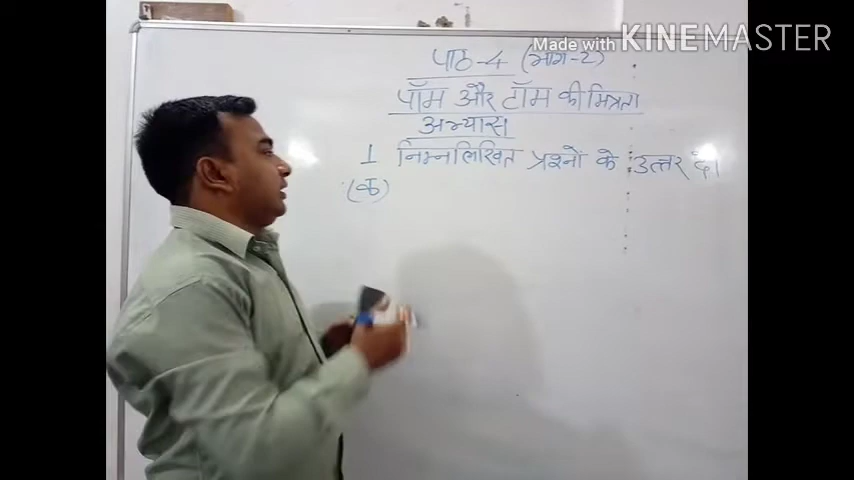 Made with KINEMASTER
पाठ-4 (भाग-2)
पॉम और टॉम की मित्रता
अभ्यास
1 निम्नलिखित प्रश्नों के उत्तर दें।
(क)